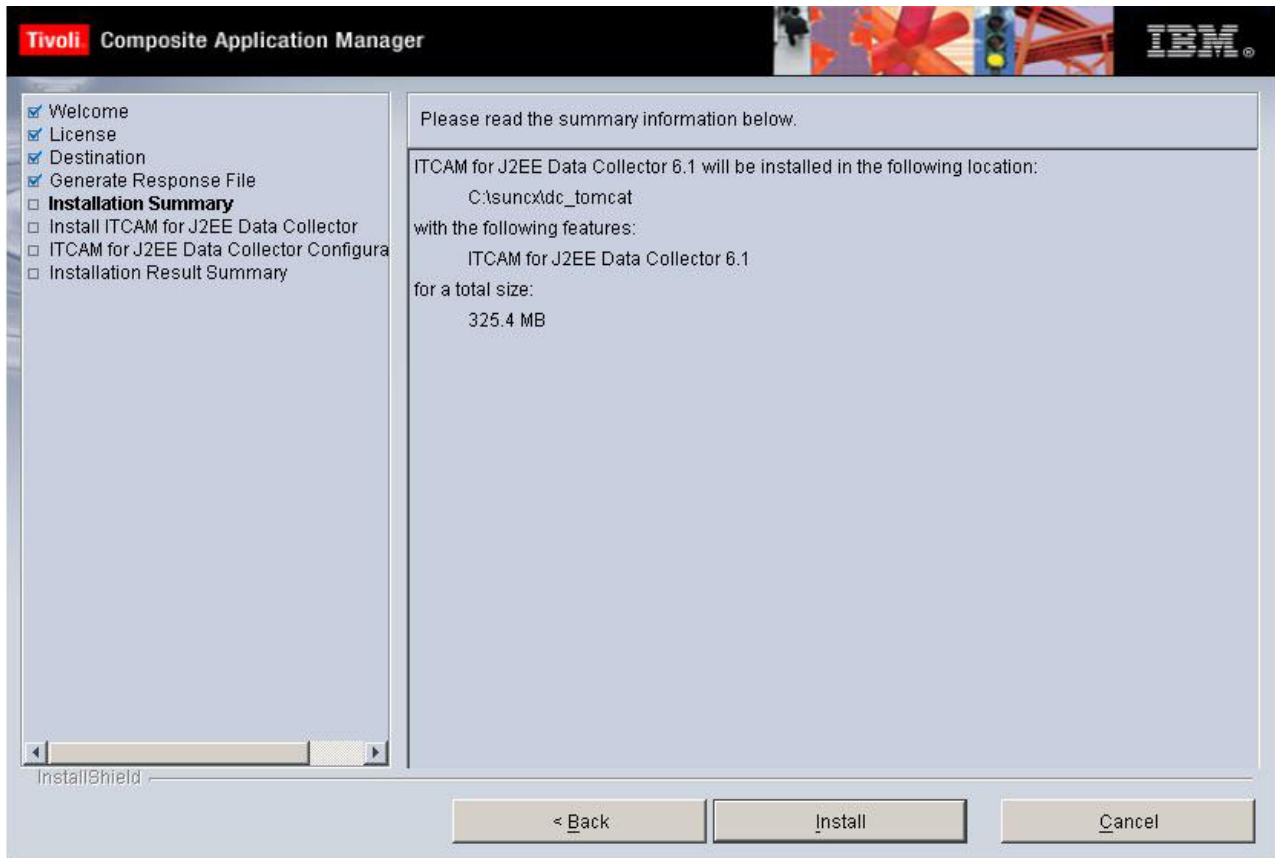 Tivoli. Composite Application Manager
IBM®
Welcome
License
Destination
Generate Response File
Installation Summary
Install ITCAM for J2EE Data Collector
ITCAM for J2EE Data Collector Configura
Installation Result Summary
Please read the summary information below.
ITCAM for J2EE Data Collector 6.1 will be installed in the following location:
C:\suncx\dc_tomcat
with the following features:
ITCAM for J2EE Data Collector 6.1
for a total size:
325.4 MB
InstallShield
< Back
Install
Cancel